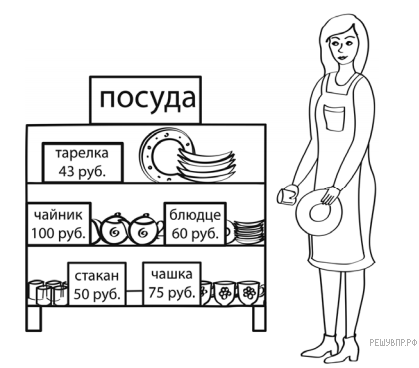 посуда
тарелка
43 руб.
чайник
100 руб.
блюдце
60 руб.
стакан
50 руб.
чашка
75 руб.
РЕШУВПР.РФ